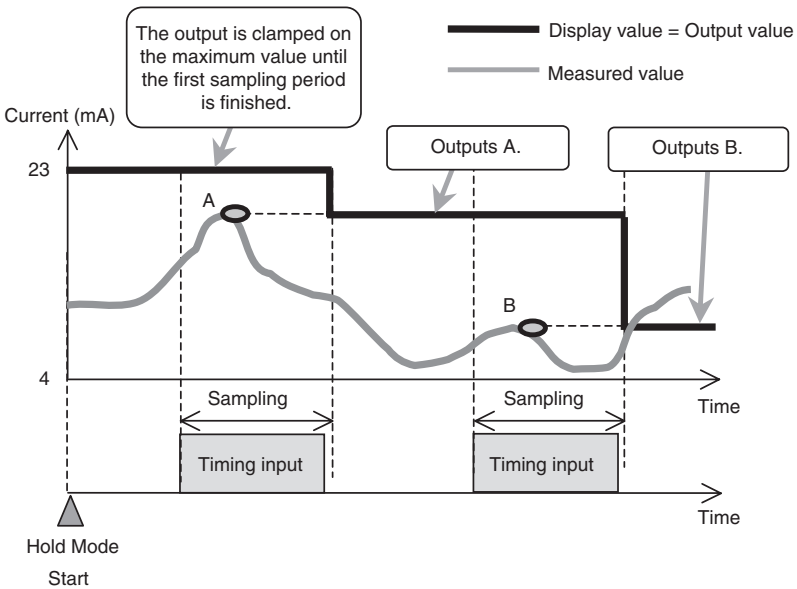 The output is clamped on
the maximum value until
the first sampling period
is finished.
Display value = Output value
Measured value
Current (mA)
Outputs A.
Outputs B.
23
A
B
4
Sampling
Sampling
Time
Timing input
Timing input
Time
Hold Mode
Start